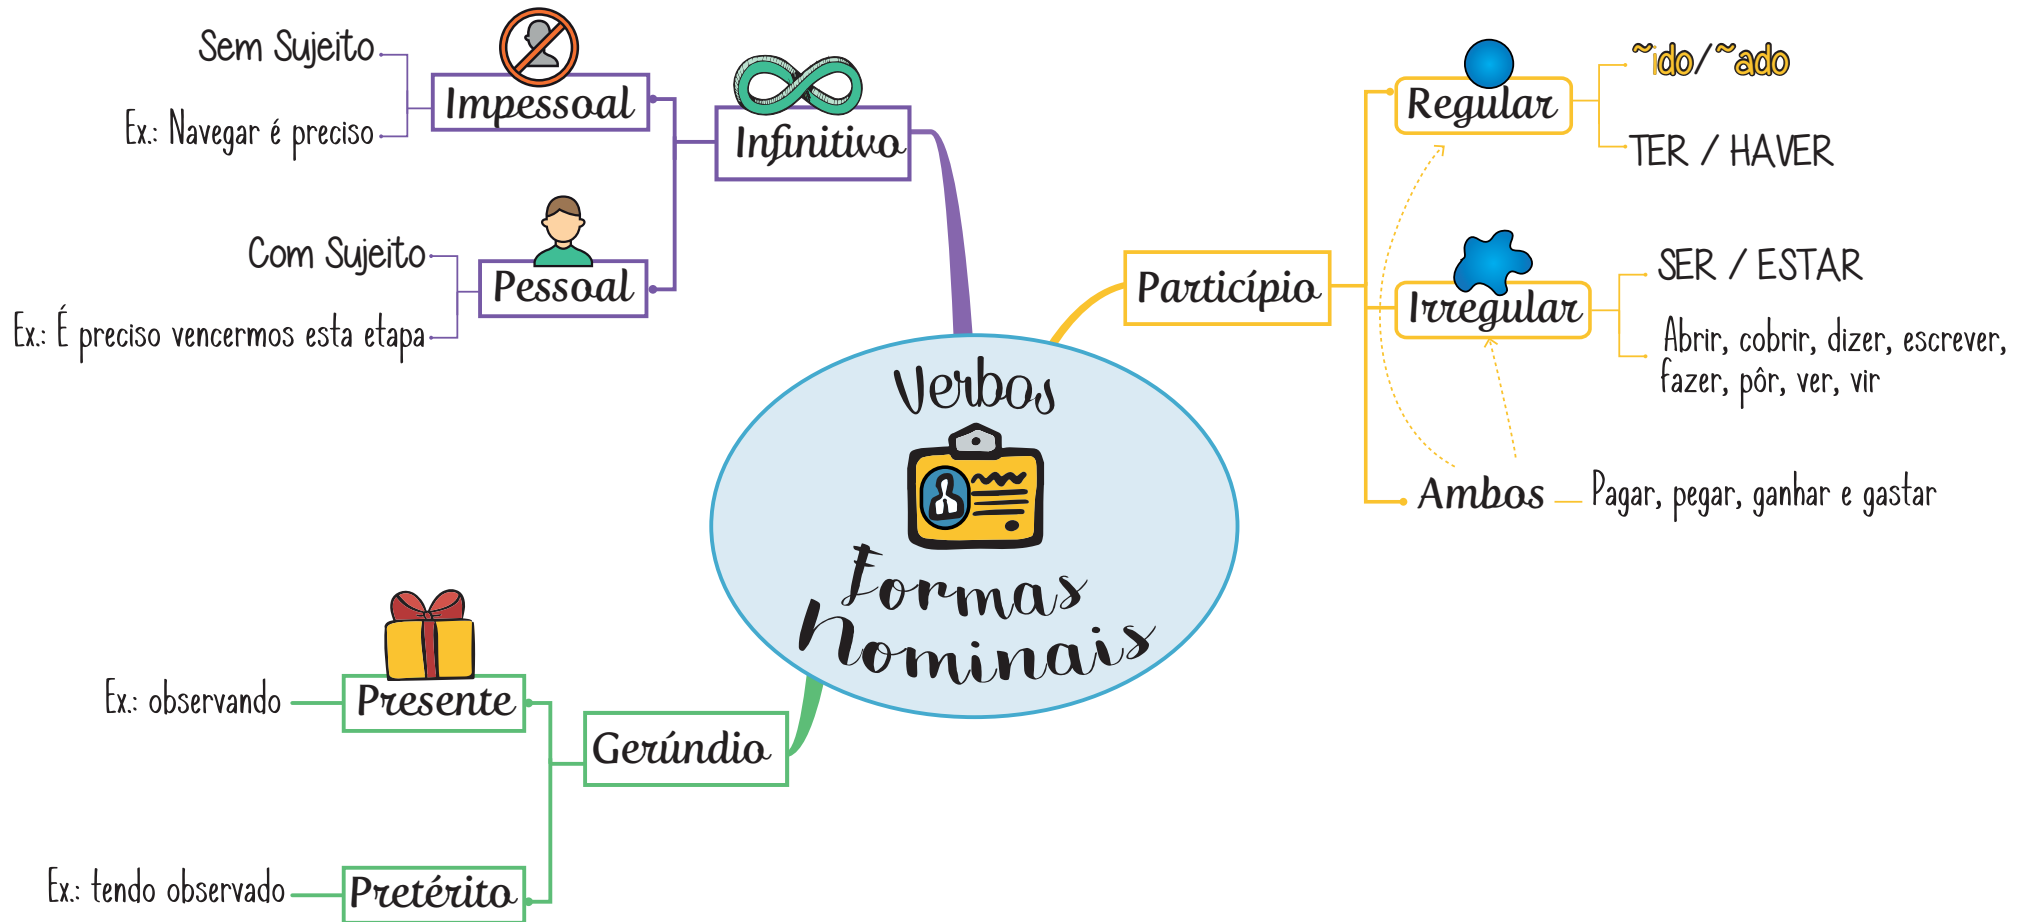 Verbos
Formas
Nominais
Infinitivo
Impessoal
Sem Sujeito
Ex.: Navegar é preciso
Pessoal
Com Sujeito
Ex.: É preciso vencermos esta etapa
Particípio
Regular
~ido/~ado
TER / HAVER
Irregular
SER / ESTAR
Abrir, cobrir, dizer, escrever,
fazer, pôr, ver, vir
Ambos
Pagar, pegar, ganhar e gastar
Gerúndio
Presente
Ex.: observando
Pretérito
Ex.: tendo observado